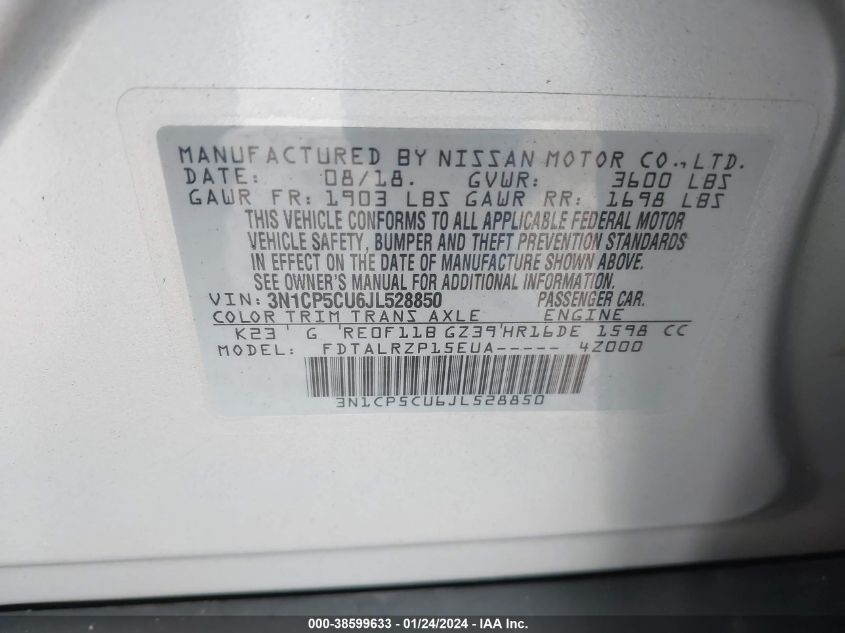 MANUFACTURED BY NISSAN MOTOR CO., LTD.
DATE: 08/18. GVWR: 3600 LBS
GAWR FR: 1903 LBS GAWR RR: 1698 LBS
THIS VEHICLE CONFORMS TO ALL APPLICABLE FEDERAL MOTOR
VEHICLE SAFETY, BUMPER AND THEFT PREVENTION STANDARDS
IN EFFECT ON THE DATE OF MANUFACTURE SHOWN ABOVE.
SEE OWNER'S MANUAL FOR ADDITIONAL INFORMATION.
VIN: 3N1CP5CU6JL528850 PASSENGER CAR.
COLOR TRIM TRANS AXLE ENGINE
K23 ' G ' RE0F11B GZ39 ' HR16DE 1598 CC
MODEL: FDTALRZP15EUA----- 4Z000
3N1CP5CU6JL528850
000-38599633 - 01/24/2024 - IAA Inc.